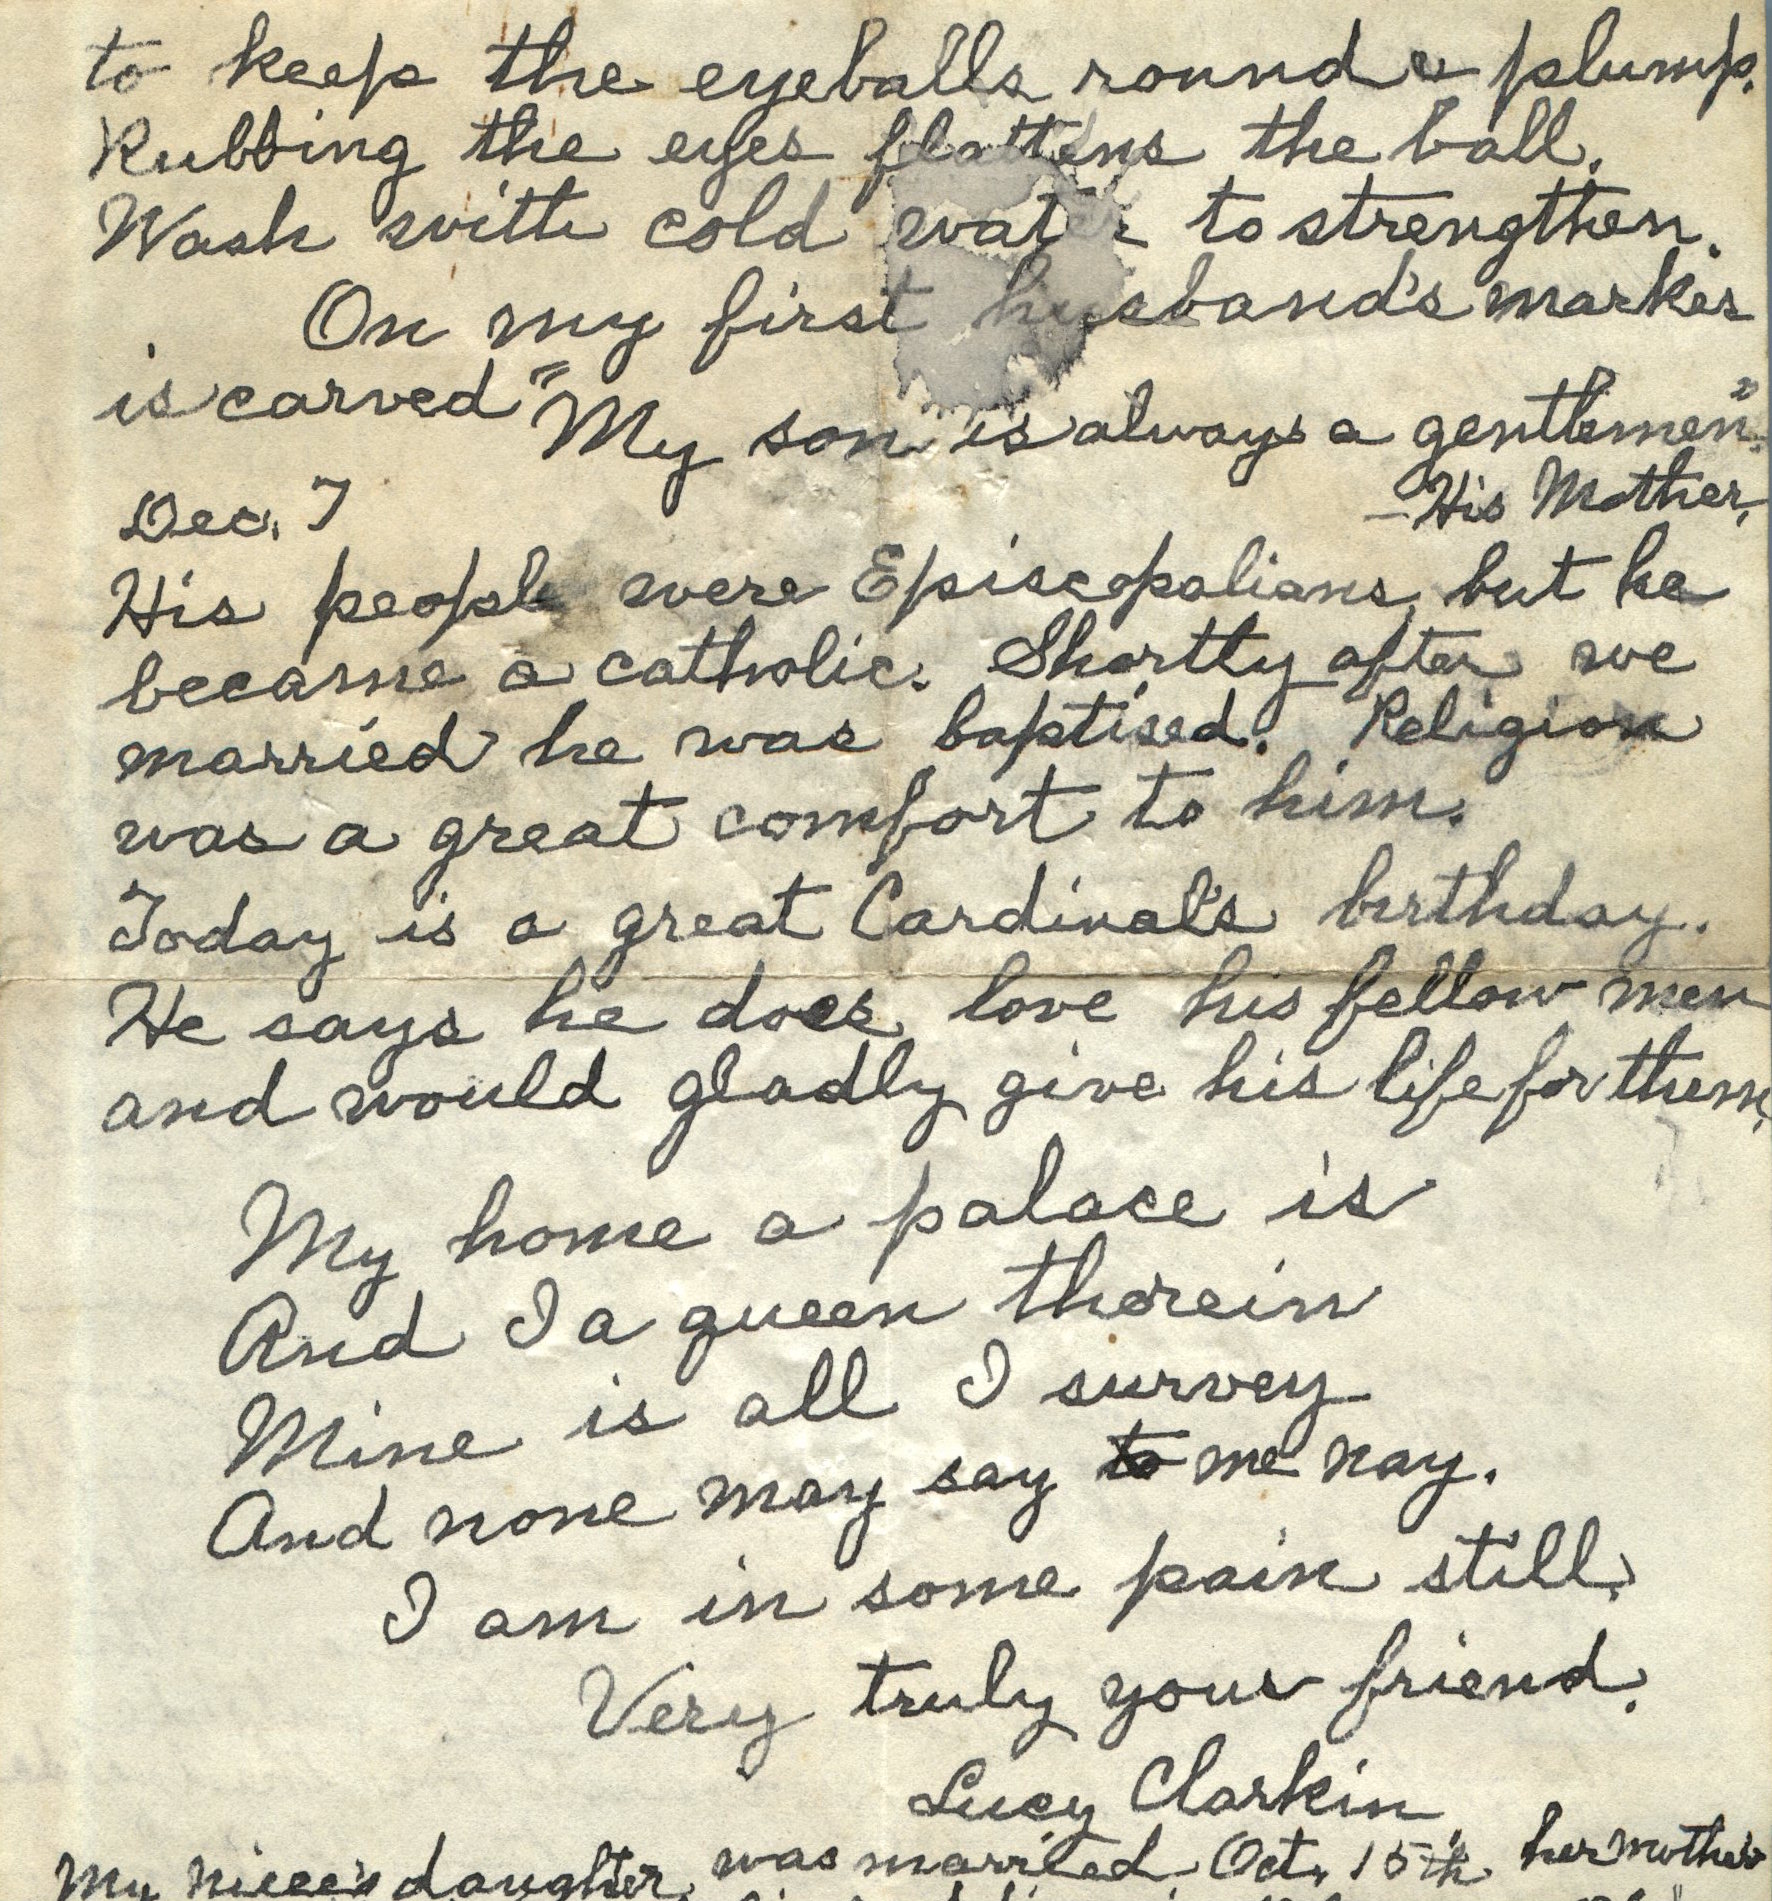 to keep the eyeballs round & plump.
Rubbing the eyes flattens the ball.
Wash with cold water to strengthen.
On my first husband's marker
is carved "My son is always a gentlemen".
Dec. 7
—His Mother.
His people were Episcopalians, but he
became a catholic. Shortly after we
married he was baptised. Religion
was a great comfort to him.
Today is a great Cardinal's birthday.
He says he does love his fellow men
and would gladly give his life for them.
My home a palace is
And I a queen therein
Mine is all I survey
And none may say to me nay.
I am in some pain still.
Very truly your friend.
Lucy Clarkin
My niece's daughter was married Oct. 15th her mother